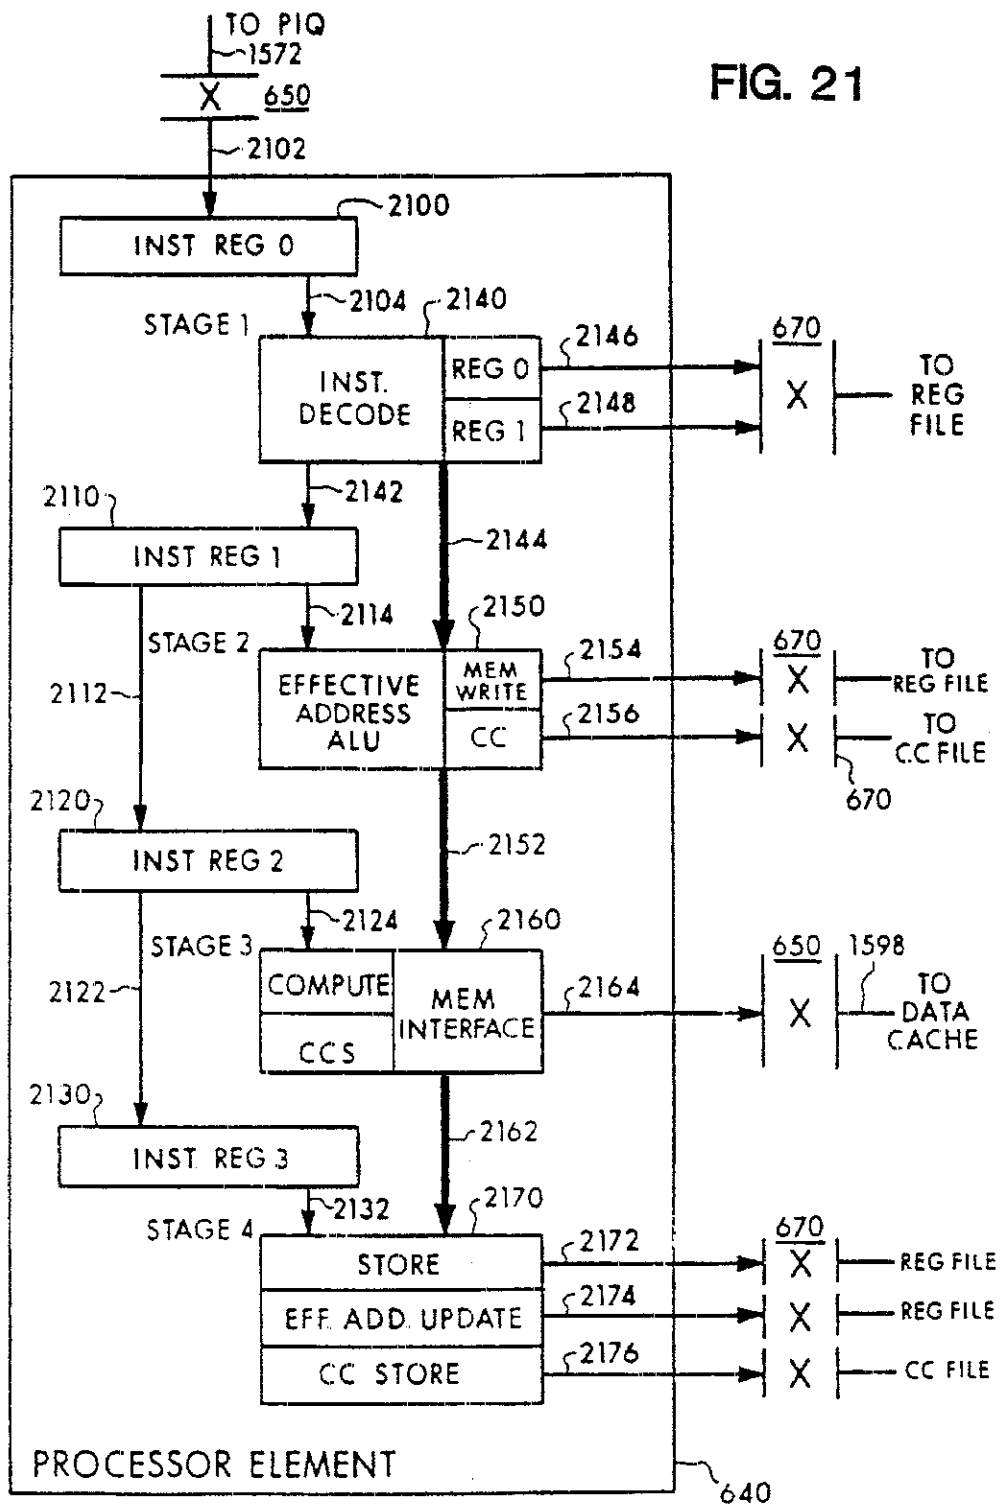 TO PIQ
1572
FIG. 21
X 650
2102
2100
INST REG 0
2104
2140
STAGE 1
INST.
DECODE
REG 0
REG 1
2146
2148
670
X
TO
REG
FILE
2142
2144
2110
INST REG 1
2114
2150
STAGE 2
EFFECTIVE
ADDRESS
ALU
MEM
WRITE
CC
2154
2156
670
X
X
TO
REG FILE
TO
C.C FILE
670
2112
2120
INST REG 2
2152
2124
2160
STAGE 3
COMPUTE
CCS
MEM
INTERFACE
2164
650
X
1598
TO
DATA
CACHE
2122
2130
INST. REG 3
2162
2132
2170
STAGE 4
STORE
EFF. ADD. UPDATE
CC STORE
2172
2174
2176
670
X
X
X
REG FILE
REG FILE
CC FILE
PROCESSOR ELEMENT
640